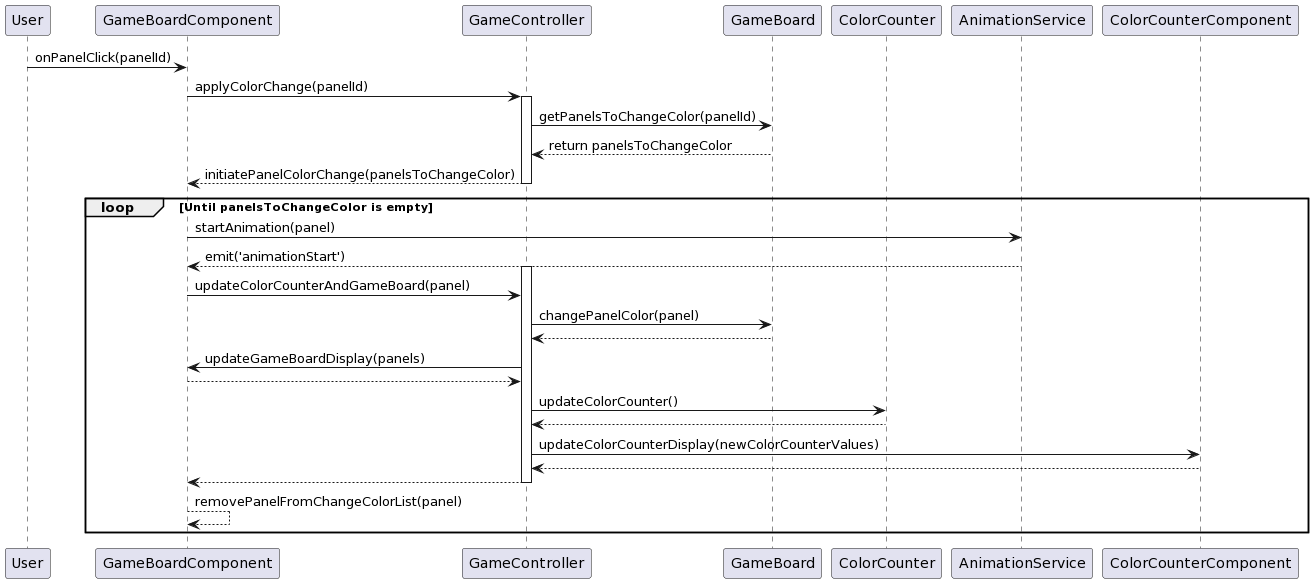 User GameBoardComponent GameController GameBoard ColorCounter AnimationService ColorCounterComponent
onPanelClick(panelId)
applyColorChange(panelId)
getPanelsToChangeColor(panelId)
return panelsToChangeColor
initiatePanelColorChange(panelsToChangeColor)
loop [Until panelsToChangeColor is empty]
startAnimation(panel)
emit('animationStart')
updateColorCounterAndGameBoard(panel)
changePanelColor(panel)
updateGameBoardDisplay(panels)
updateColorCounter()
updateColorCounterDisplay(newColorCounterValues)
removePanelFromChangeColorList(panel)
User GameBoardComponent GameController GameBoard ColorCounter AnimationService ColorCounterComponent